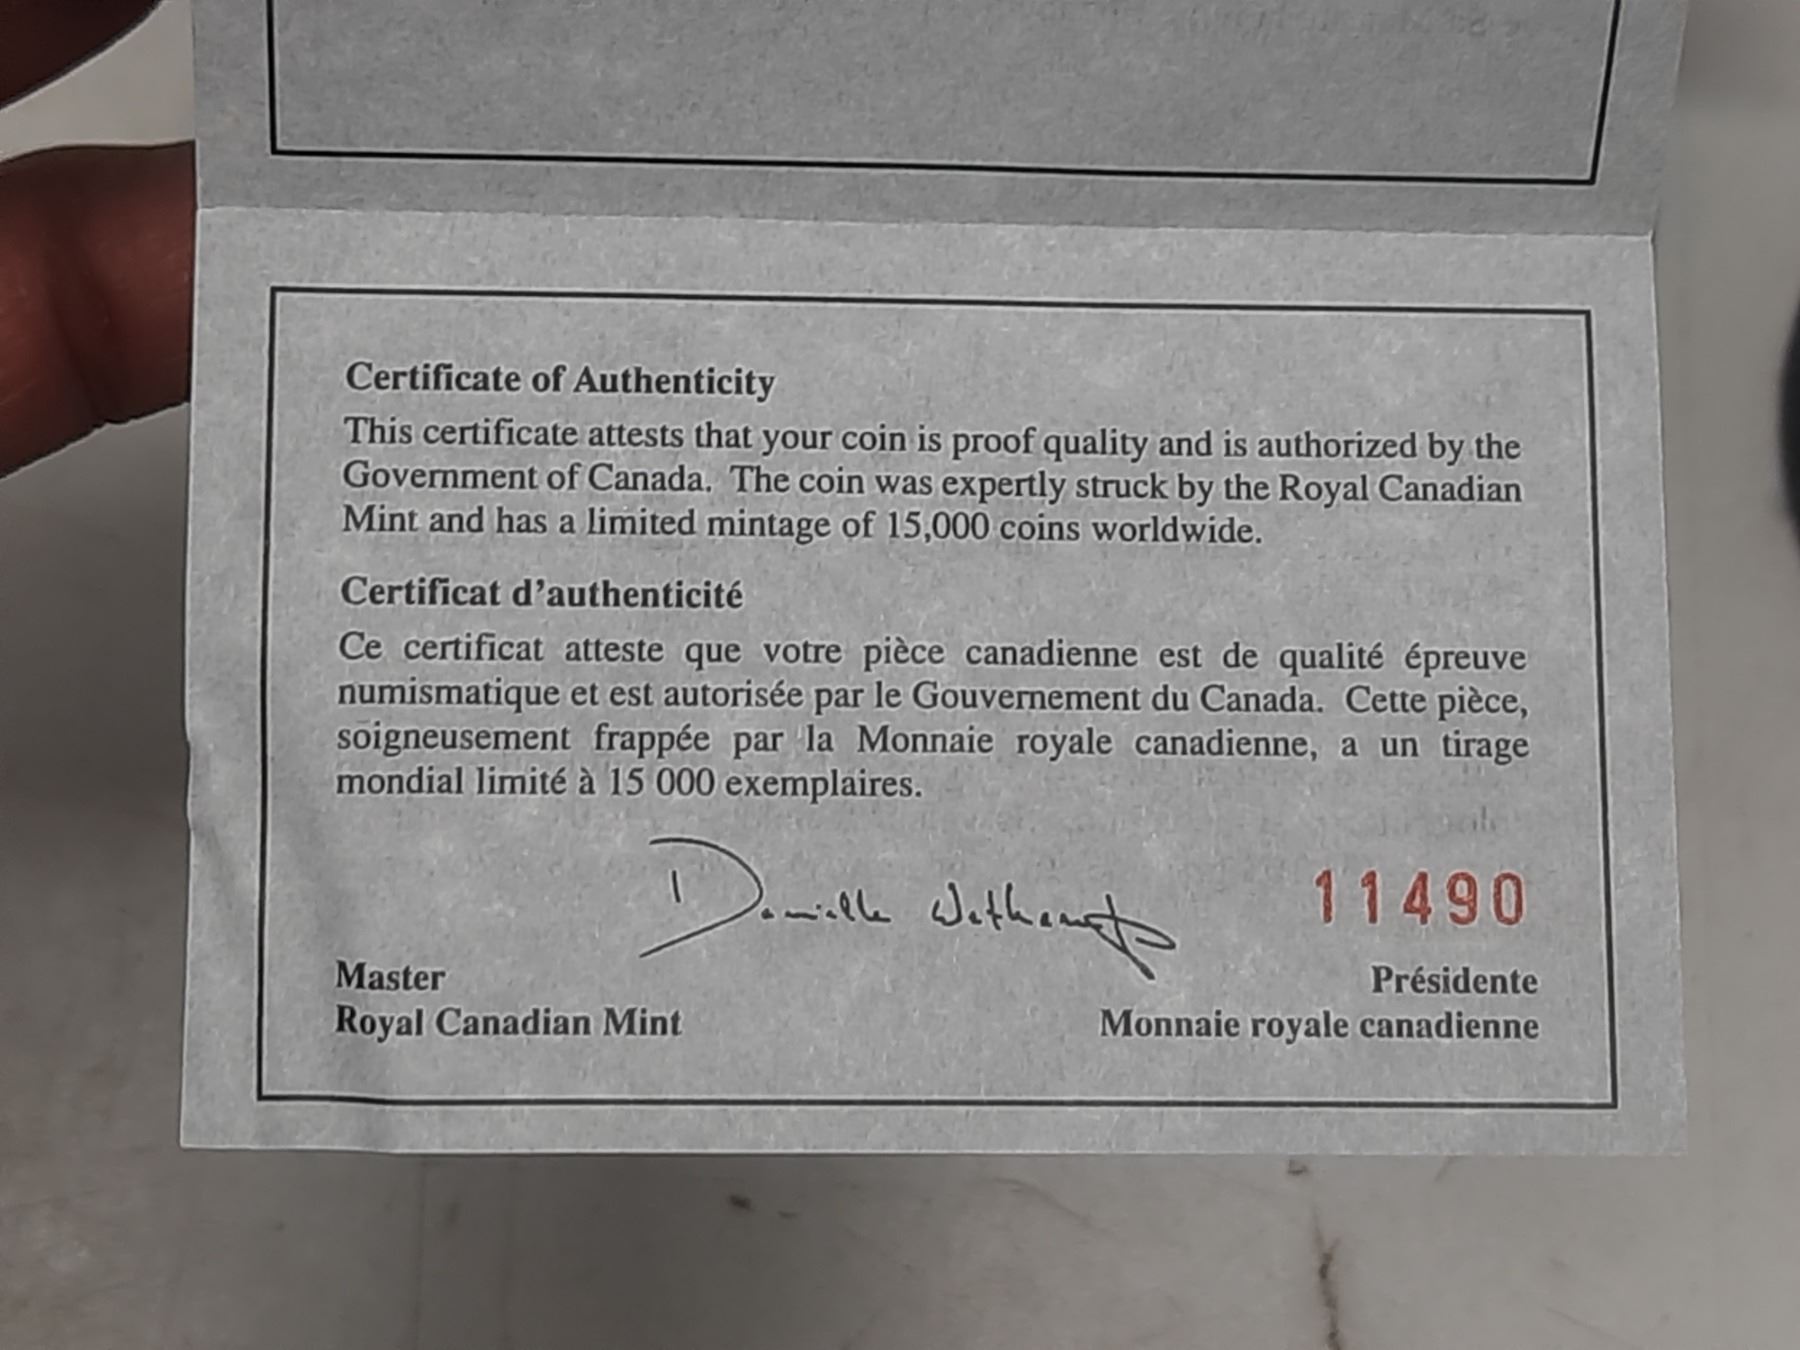 Certificate of Authenticity
This certificate attests that your coin is proof quality and is authorized by the
Government of Canada. The coin was expertly struck by the Royal Canadian
Mint and has a limited mintage of 15,000 coins worldwide.
Certificat d'authenticité
Ce certificat atteste que votre pièce canadienne est de qualité épreuve
numismatique et est autorisée par le Gouvernement du Canada. Cette pièce,
soigneusement frappée par la Monnaie royale canadienne, a un tirage
mondial limité à 15 000 exemplaires.
Danielle
11490
Master
Royal Canadian Mint
Présidente
Monnaie royale canadienne